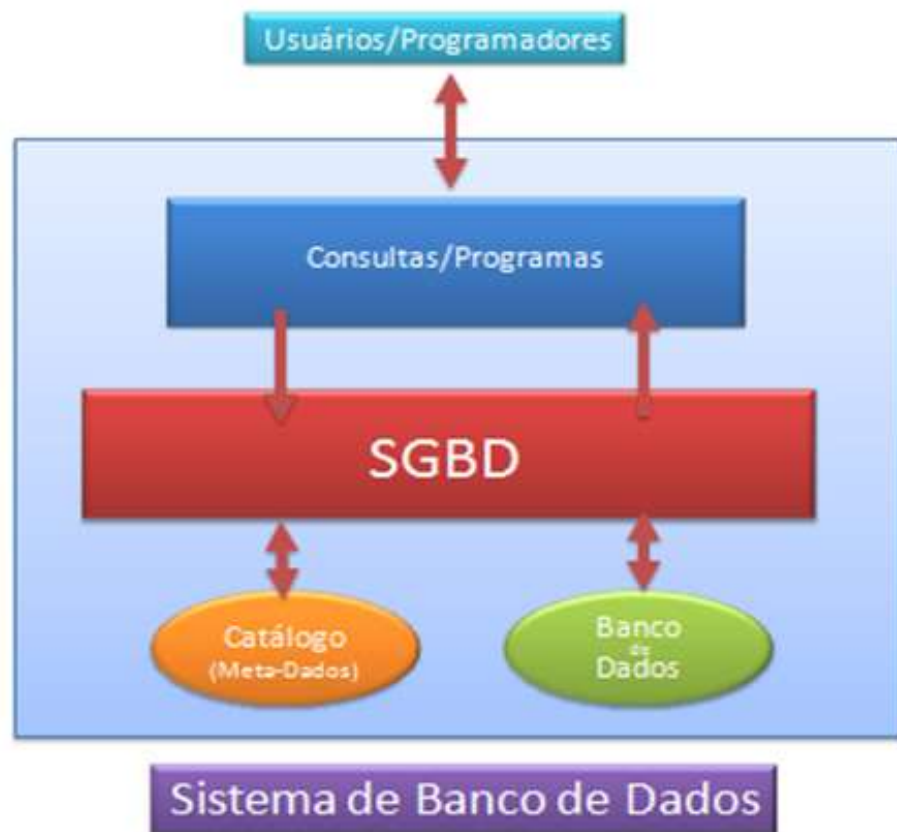 Usuários/Programadores
Consultas/Programas
SGBD
Catálogo
(Meta-Dados)
Banco
de
Dados
Sistema de Banco de Dados